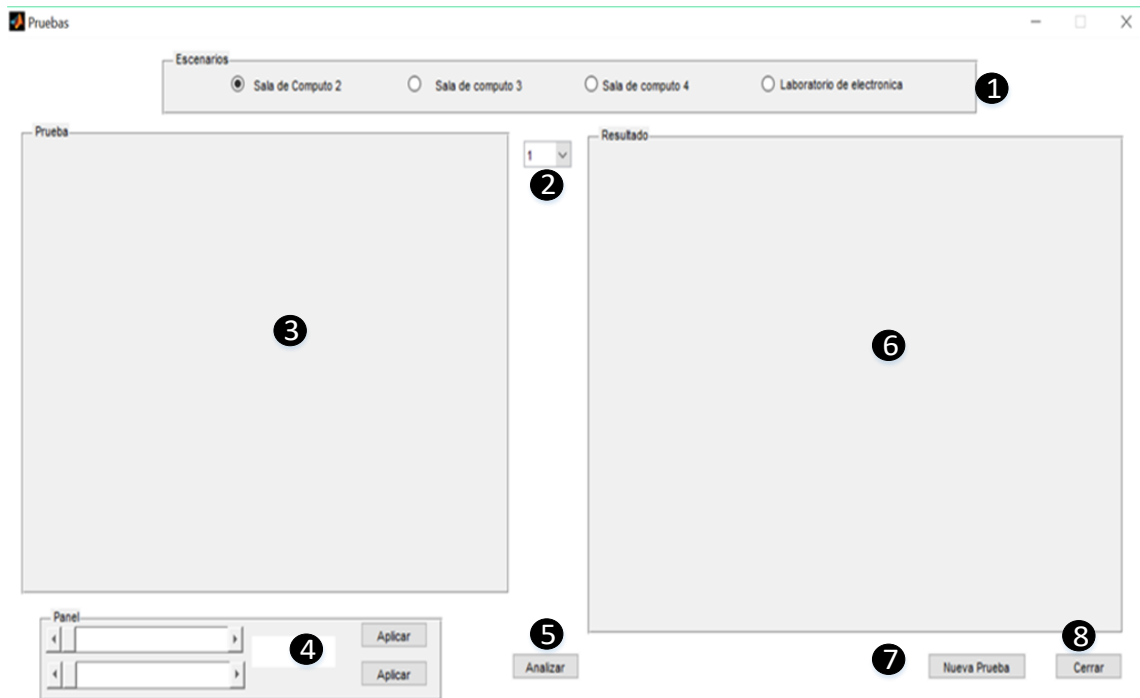 Pruebas
Escenarios
Sala de Computo 2 Sala de computo 3 Sala de computo 4 Laboratorio de electronica
1
Prueba
1
Resultado
2
3
6
Panel
4
Aplicar
Aplicar
5
Analizar
7
Nueva Prueba
8
Cerrar